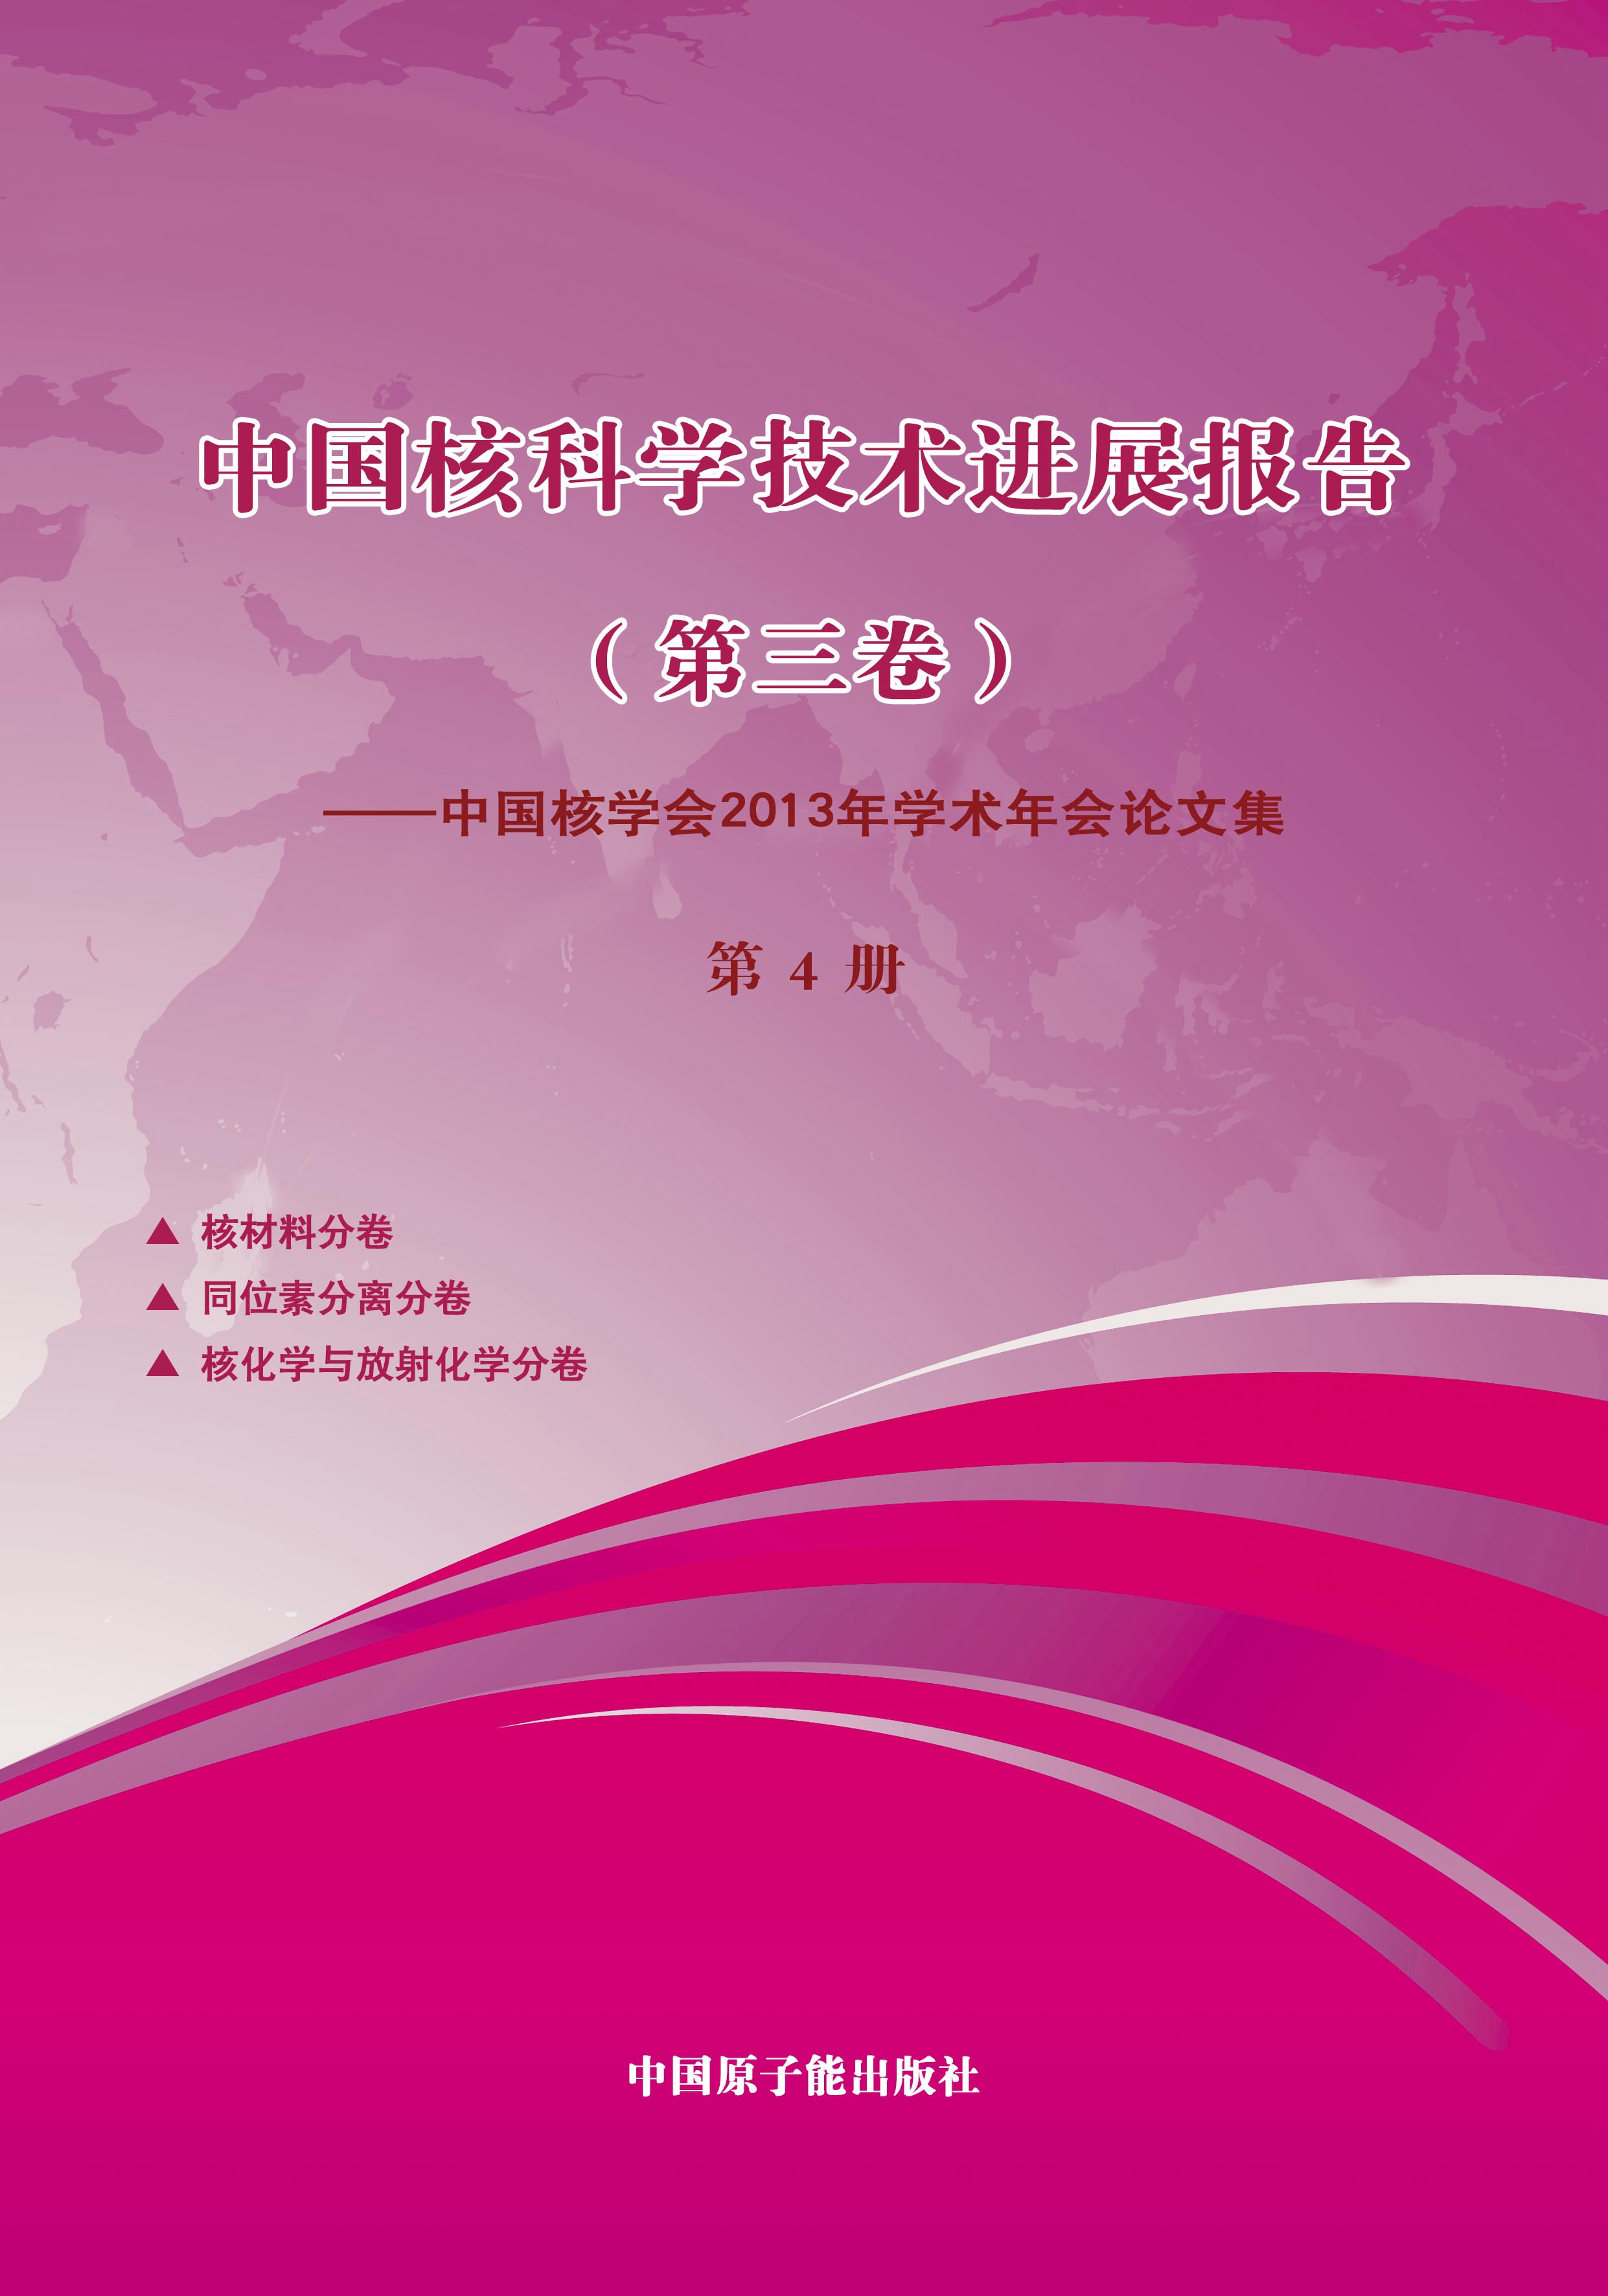 中国核科学技术进展报告
（第三卷）
——中国核学会2013年学术年会论文集
第 4 册
▲ 核材料分卷
▲ 同位素分离分卷
▲ 核化学与放射化学分卷
中国原子能出版社